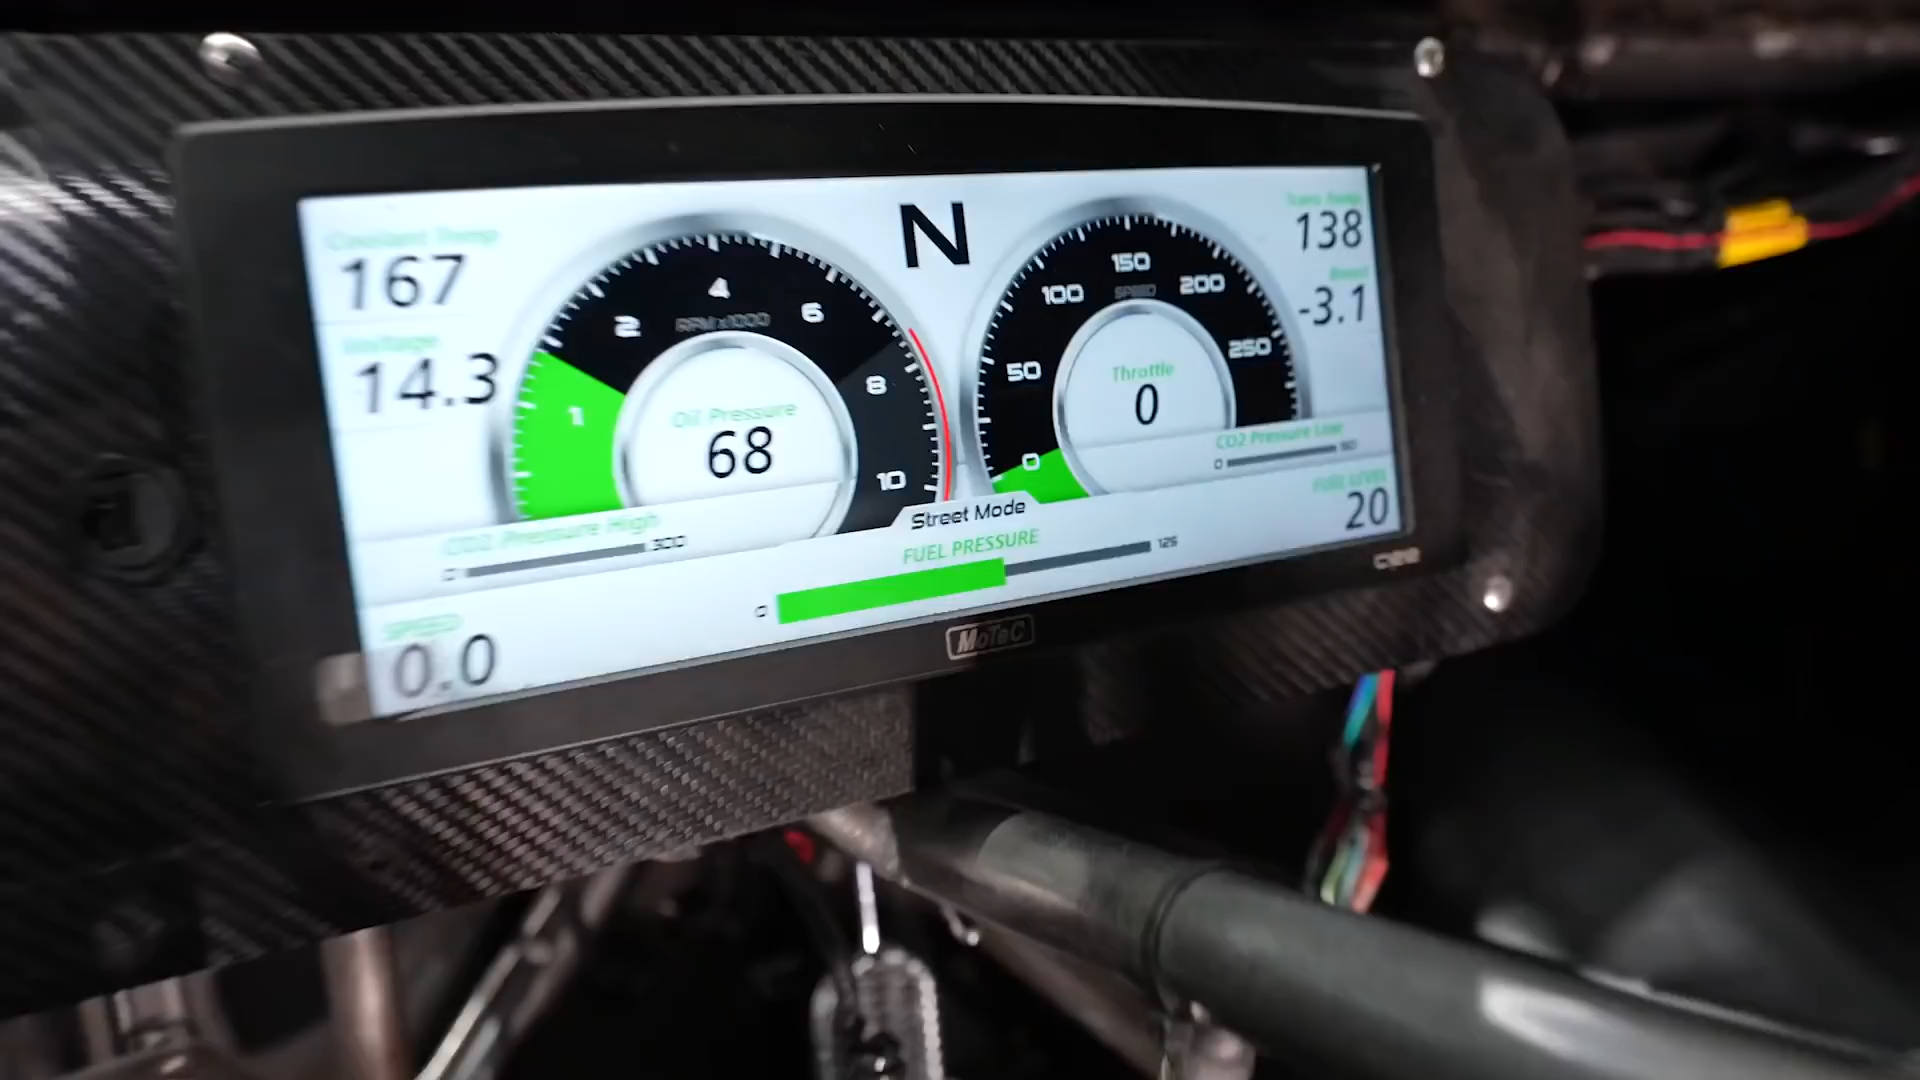 N
Coolant Temp
167
Voltage
14.3
1
2
4
6
8
10
RPM x1000
Oil Pressure
68
0
50
100
150
200
250
SPEED
Throttle
0
Trans Temp
138
Boost
-3.1
CO2 Pressure High
0
300
Street Mode
CO2 Pressure Low
0
FUEL LEVEL
20
FUEL PRESSURE
0
125
SPEED
0.0
MoTeC